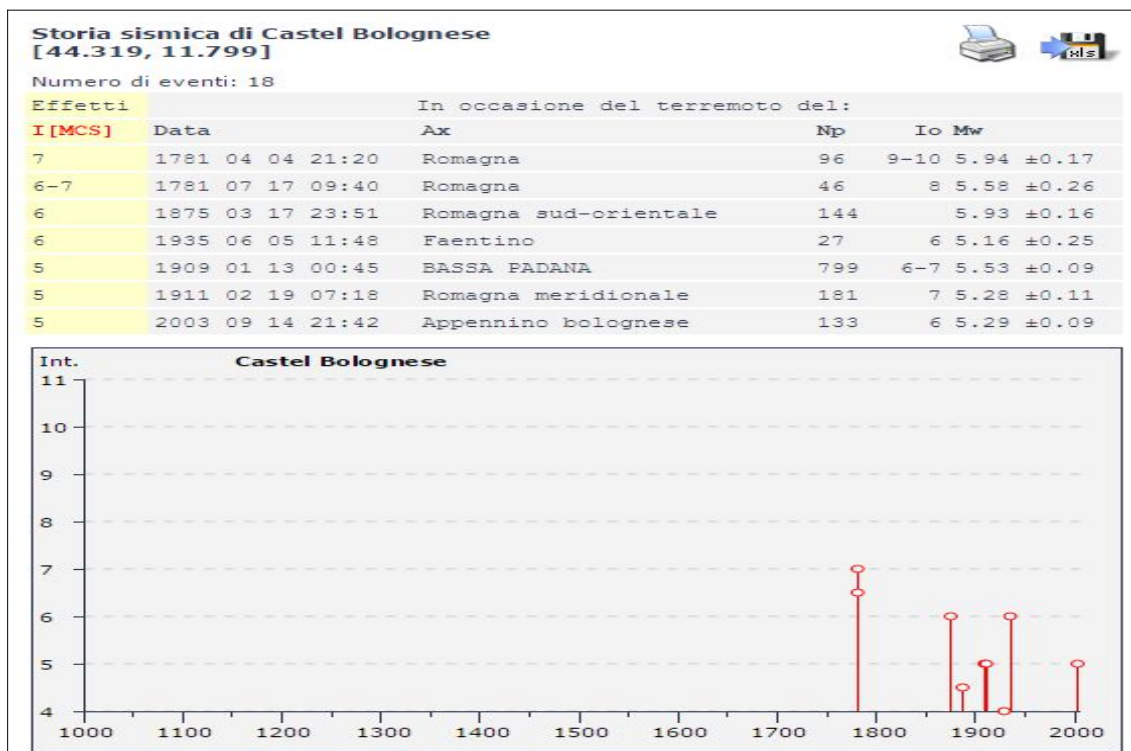 Storia sismica di Castel Bolognese
[44.319, 11.799]
xls
Numero di eventi: 18
Effetti In occasione del terremoto del:
I[MCS] Data Ax Np Io Mw
7 1781 04 04 21:20 Romagna 96 9-10 5.94 ±0.17
6-7 1781 07 17 09:40 Romagna 46 8 5.58 ±0.26
6 1875 03 17 23:51 Romagna sud-orientale 144 5.93 ±0.16
6 1935 06 05 11:48 Faentino 27 6 5.16 ±0.25
5 1909 01 13 00:45 BASSA PADANA 799 6-7 5.53 ±0.09
5 1911 02 19 07:18 Romagna meridionale 181 7 5.28 ±0.11
5 2003 09 14 21:42 Appennino bolognese 133 6 5.29 ±0.09
Int. Castel Bolognese
11
10
9
8
7
6
5
4
1000 1100 1200 1300 1400 1500 1600 1700 1800 1900 2000